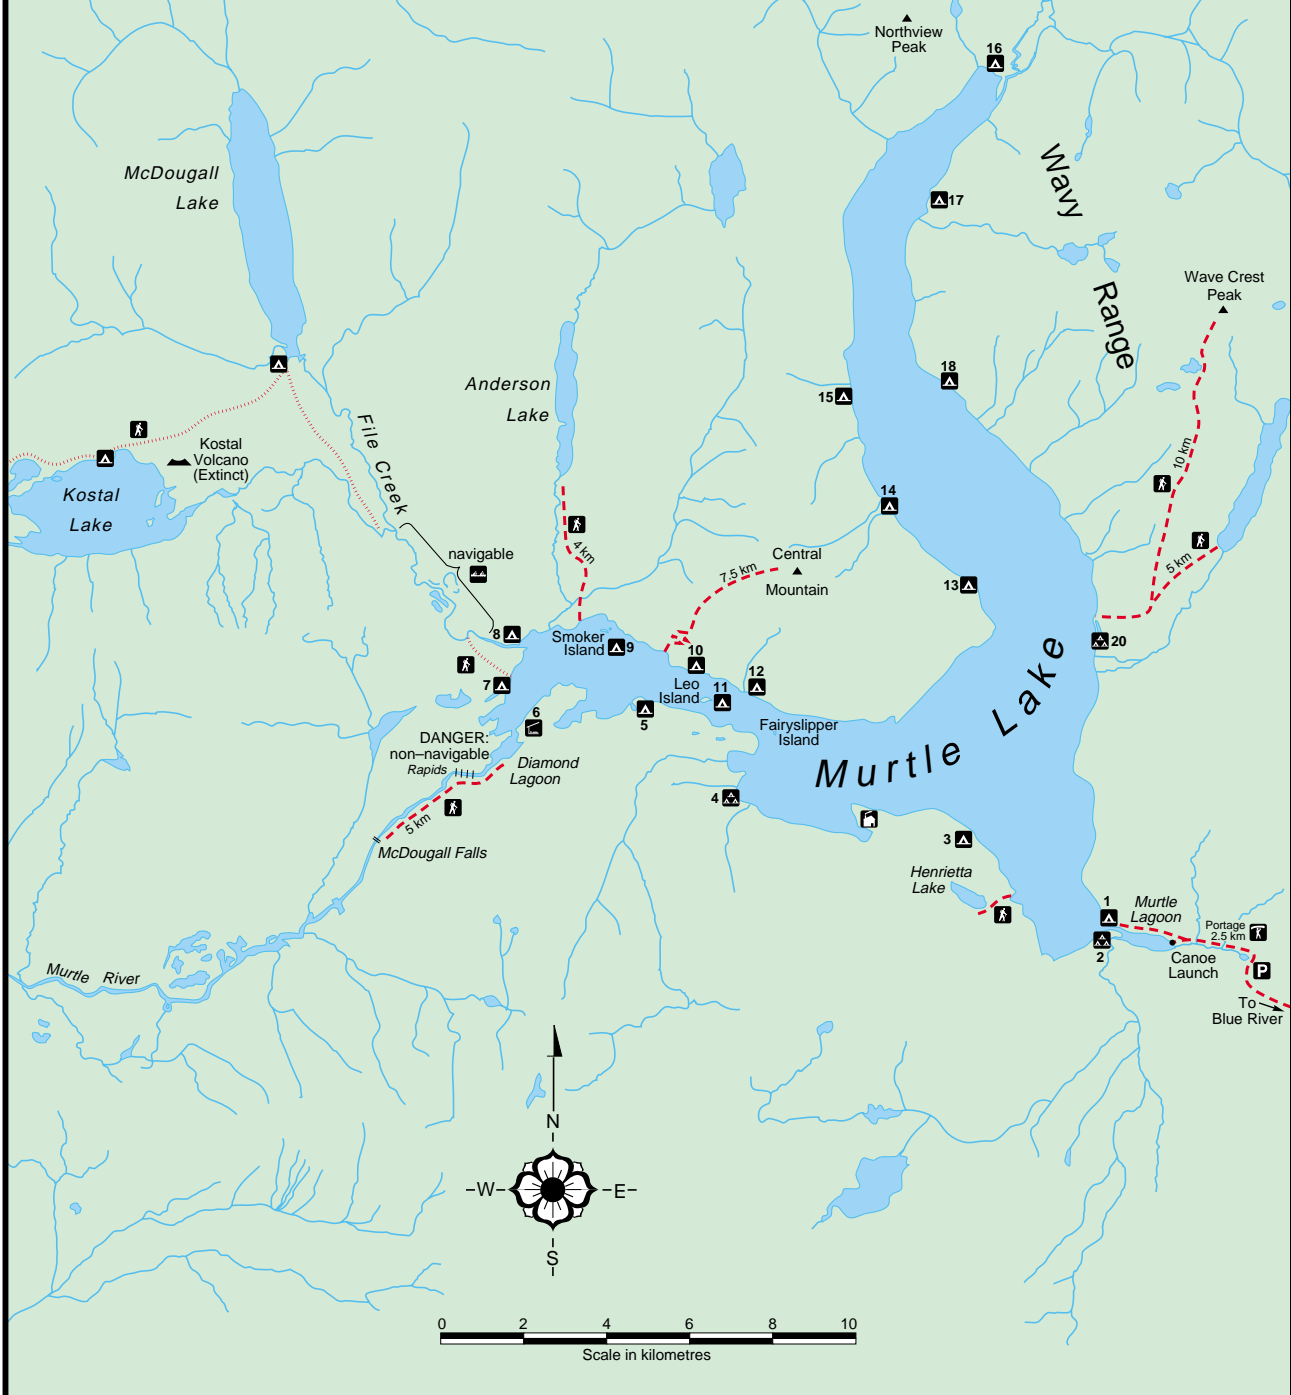 Northview
Peak
16
McDougall
Lake
Wavy
17
Range
Wave Crest
Peak
18
15
Anderson
Lake
File Creek
Kostal
Volcano
(Extinct)
Kostal
Lake
10 km
14
navigable
4 km
5 km
Central
Mountain
7.5 km
13
8
Smoker
Island
9
20
10
7
Leo
Island
11
12
6
5
Fairyslipper
Island
Murtle Lake
DANGER:
non–navigable
Rapids
Diamond
Lagoon
4
5 km
McDougall Falls
3
Henrietta
Lake
1
Murtle
Lagoon
Portage
2.5 km
2
Canoe
Launch
P
To
Blue River
Murtle River
N
W
E
S
0 2 4 6 8 10
Scale in kilometres